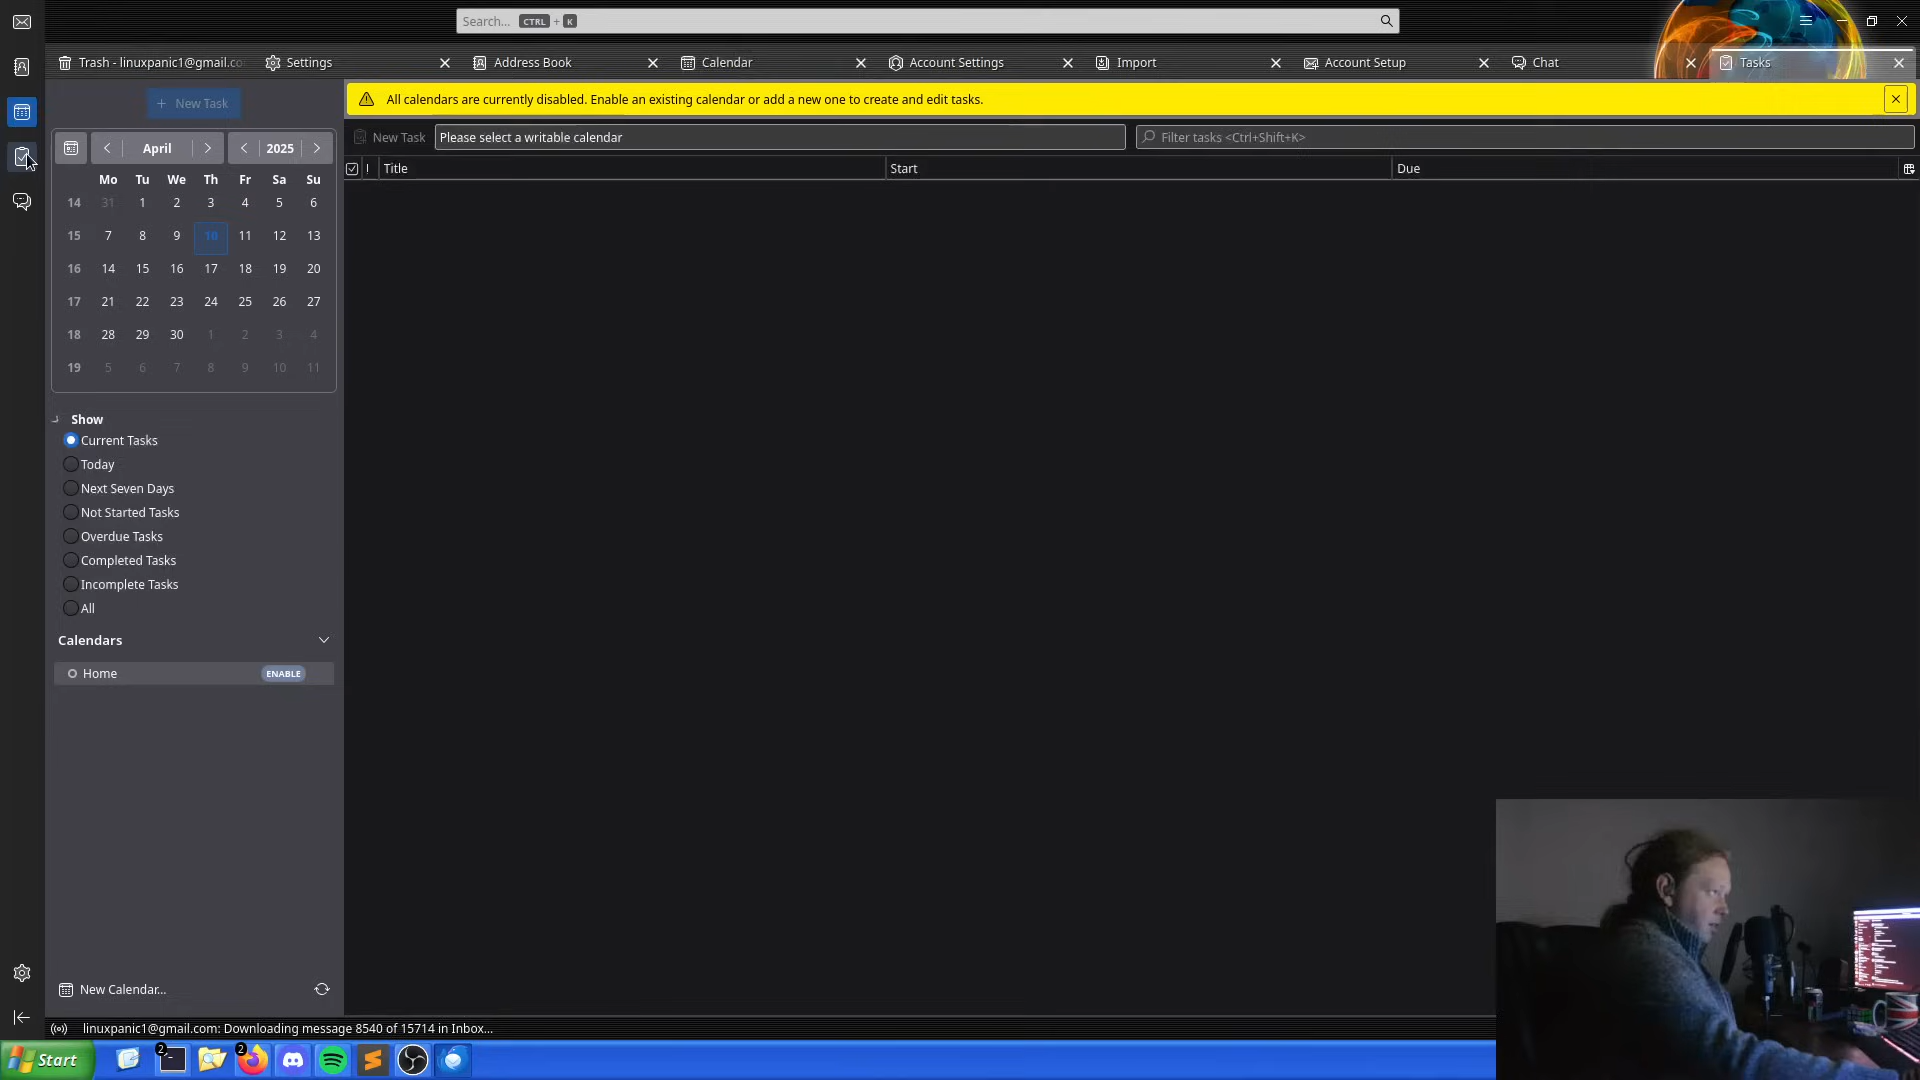 Search... CTRL + K
Trash - linuxpanic1@gmail.co
Settings
Address Book
Calendar
Account Settings
Import
Account Setup
Chat
Tasks
+ New Task
All calendars are currently disabled. Enable an existing calendar or add a new one to create and edit tasks.
New Task
Please select a writable calendar
Filter tasks <Ctrl+Shift+K>
! Title Start Due
April 2025
Mo Tu We Th Fr Sa Su
14 31 1 2 3 4 5 6
15 7 8 9 10 11 12 13
16 14 15 16 17 18 19 20
17 21 22 23 24 25 26 27
18 28 29 30 1 2 3 4
19 5 6 7 8 9 10 11
Show
Current Tasks
Today
Next Seven Days
Not Started Tasks
Overdue Tasks
Completed Tasks
Incomplete Tasks
All
Calendars
Home ENABLE
New Calendar...
linuxpanic1@gmail.com: Downloading message 8540 of 15714 in Inbox...
Start
2
2